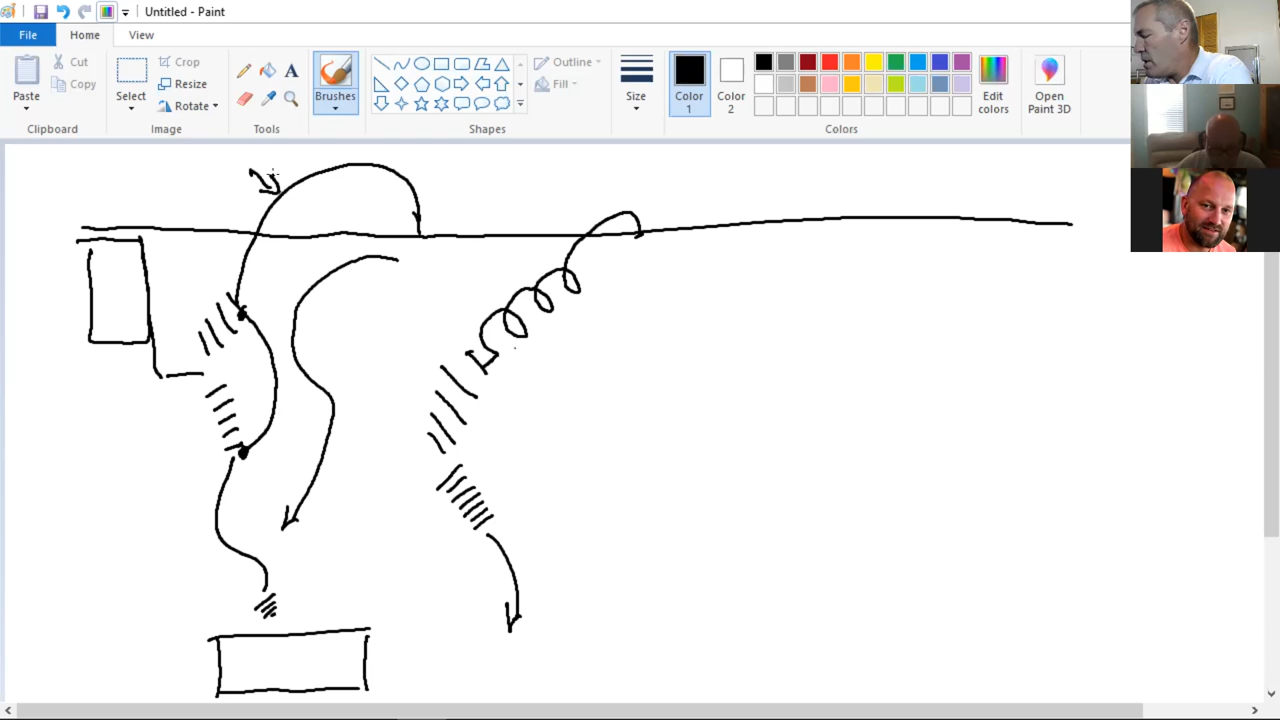 Untitled - Paint
File
Home
View
Paste
Cut
Copy
Clipboard
Select
Crop
Resize
Rotate
Image
A
Tools
Brushes
Outline
Fill
Shapes
Size
Color 1
Color 2
Edit colors
Colors
Open Paint 3D